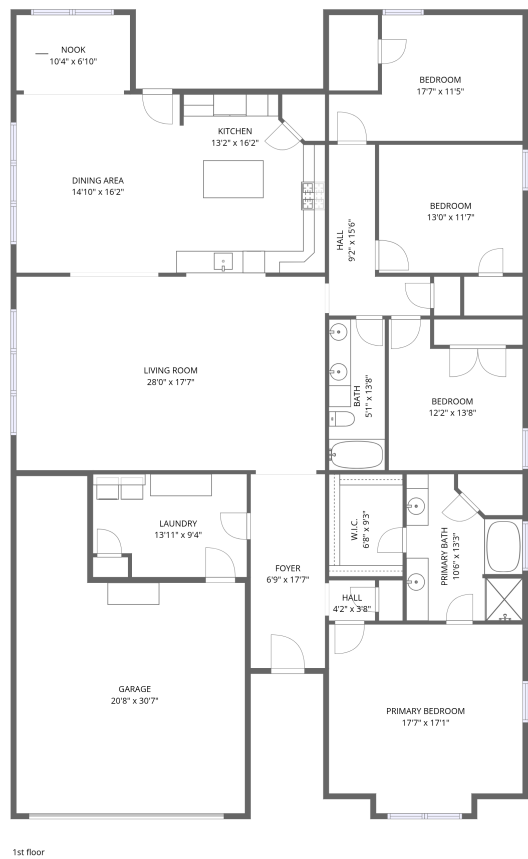 NOOK
10'4" x 6'10"
BEDROOM
17'7" x 11'5"
KITCHEN
13'2" x 16'2"
DINING AREA
14'10" x 16'2"
BEDROOM
13'0" x 11'7"
HALL
9'2" x 15'6"
LIVING ROOM
28'0" x 17'7"
BATH
5'1" x 13'8"
BEDROOM
12'2" x 13'8"
LAUNDRY
13'11" x 9'4"
W.I.C.
6'8" x 9'3"
PRIMARY BATH
10'6" x 13'3"
FOYER
6'9" x 17'7"
HALL
4'2" x 3'8"
GARAGE
20'8" x 30'7"
PRIMARY BEDROOM
17'7" x 17'1"
1st floor